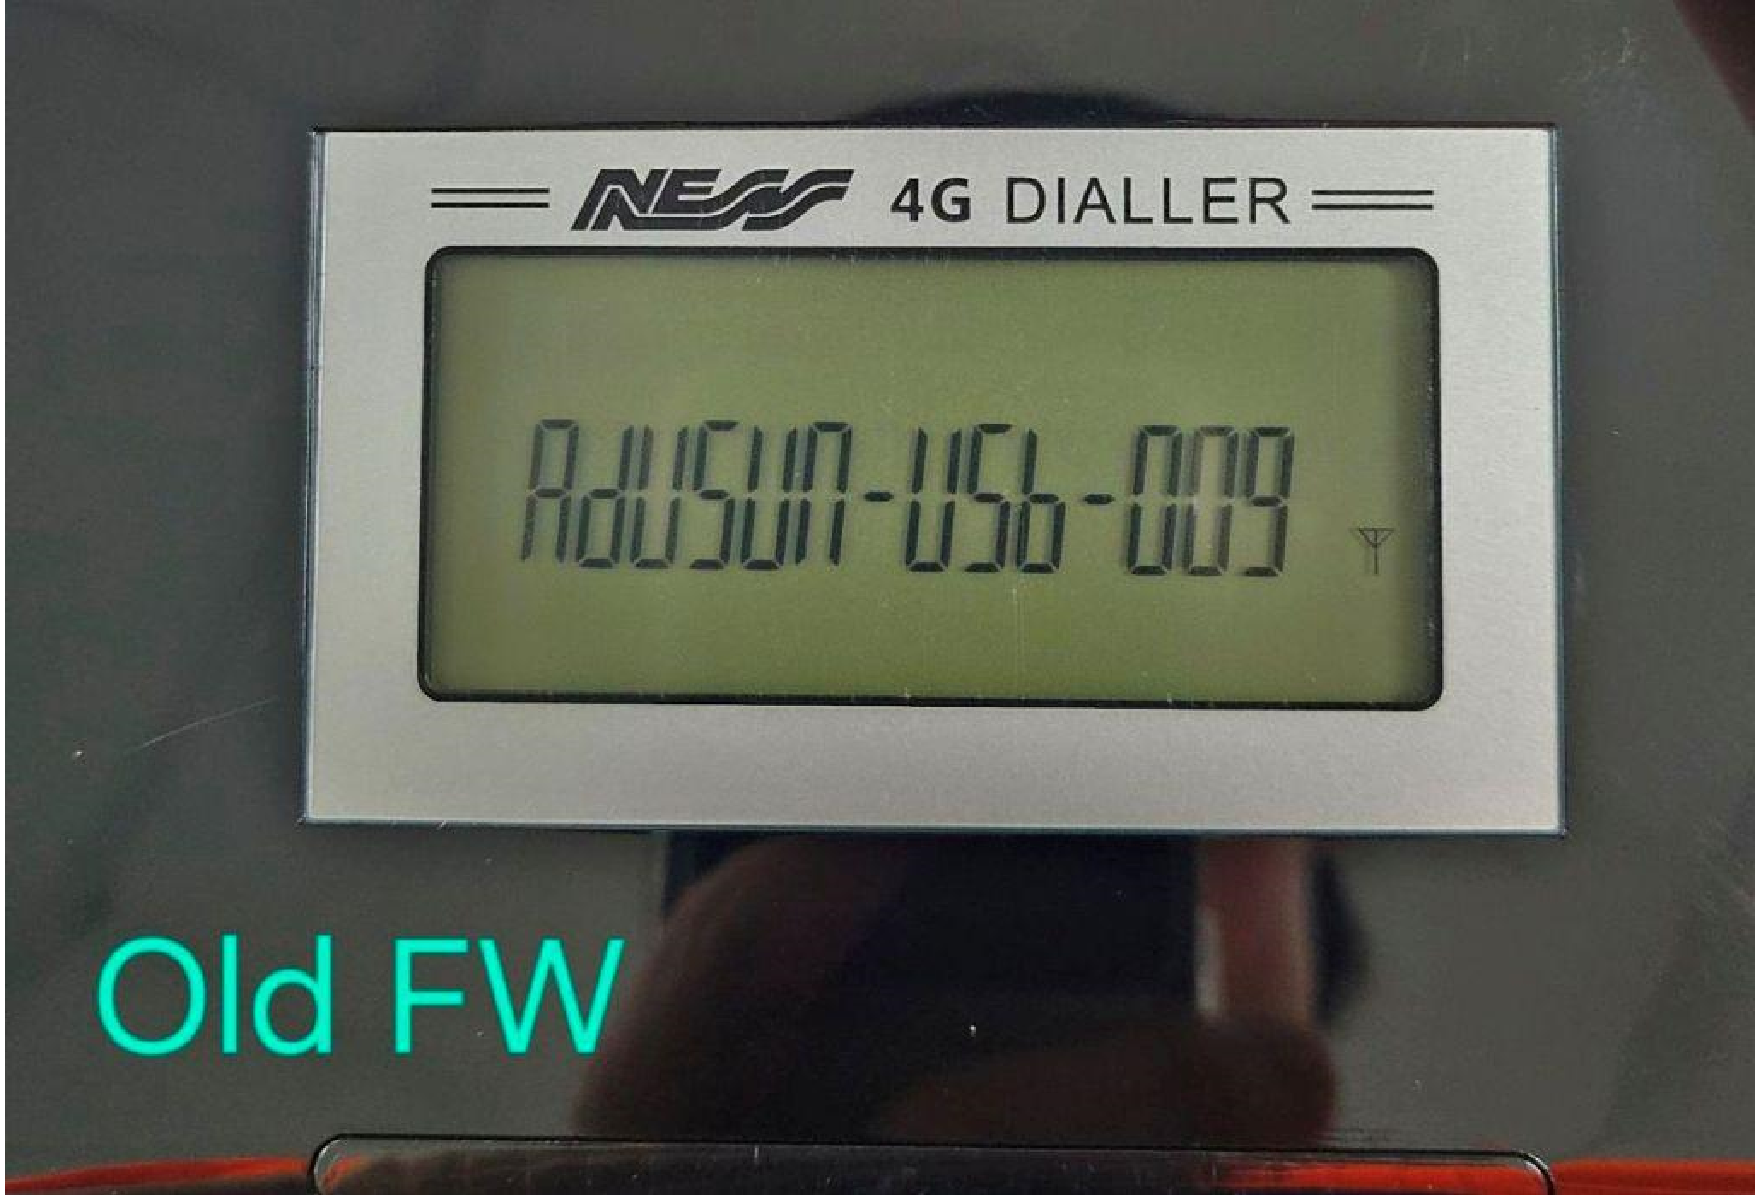 NESS 4G DIALLER
AdUSUN-USb-009
Old FW